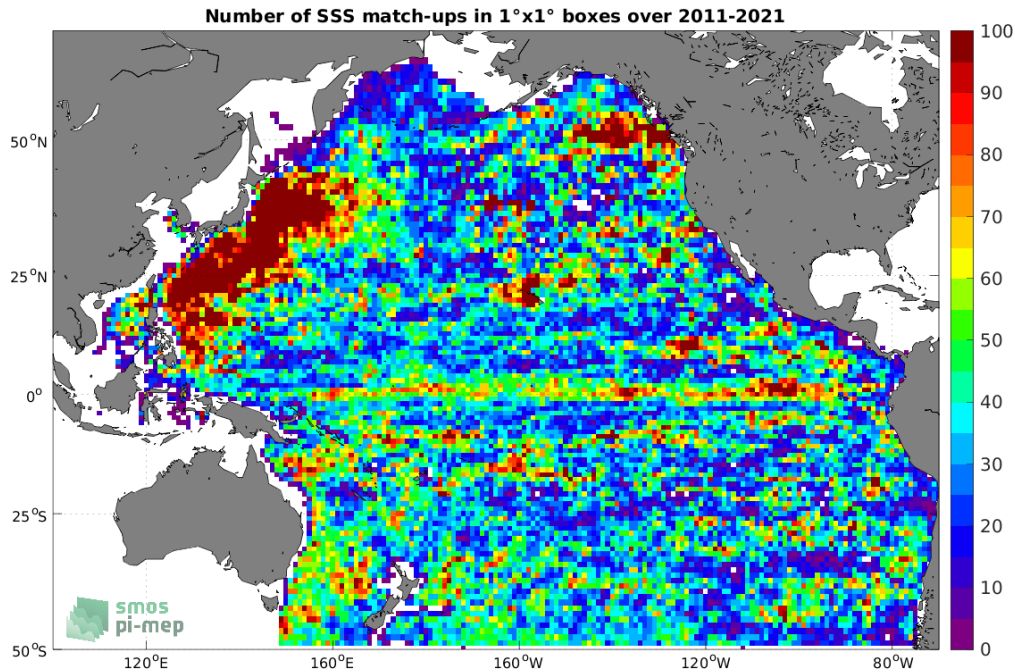 Number of SSS match-ups in 1°x1° boxes over 2011-2021
100
90
80
70
60
50
40
30
20
10
0
50°N
25°N
0°
25°S
50°S
120°E
160°E
160°W
120°W
80°W
smos
pi-mep